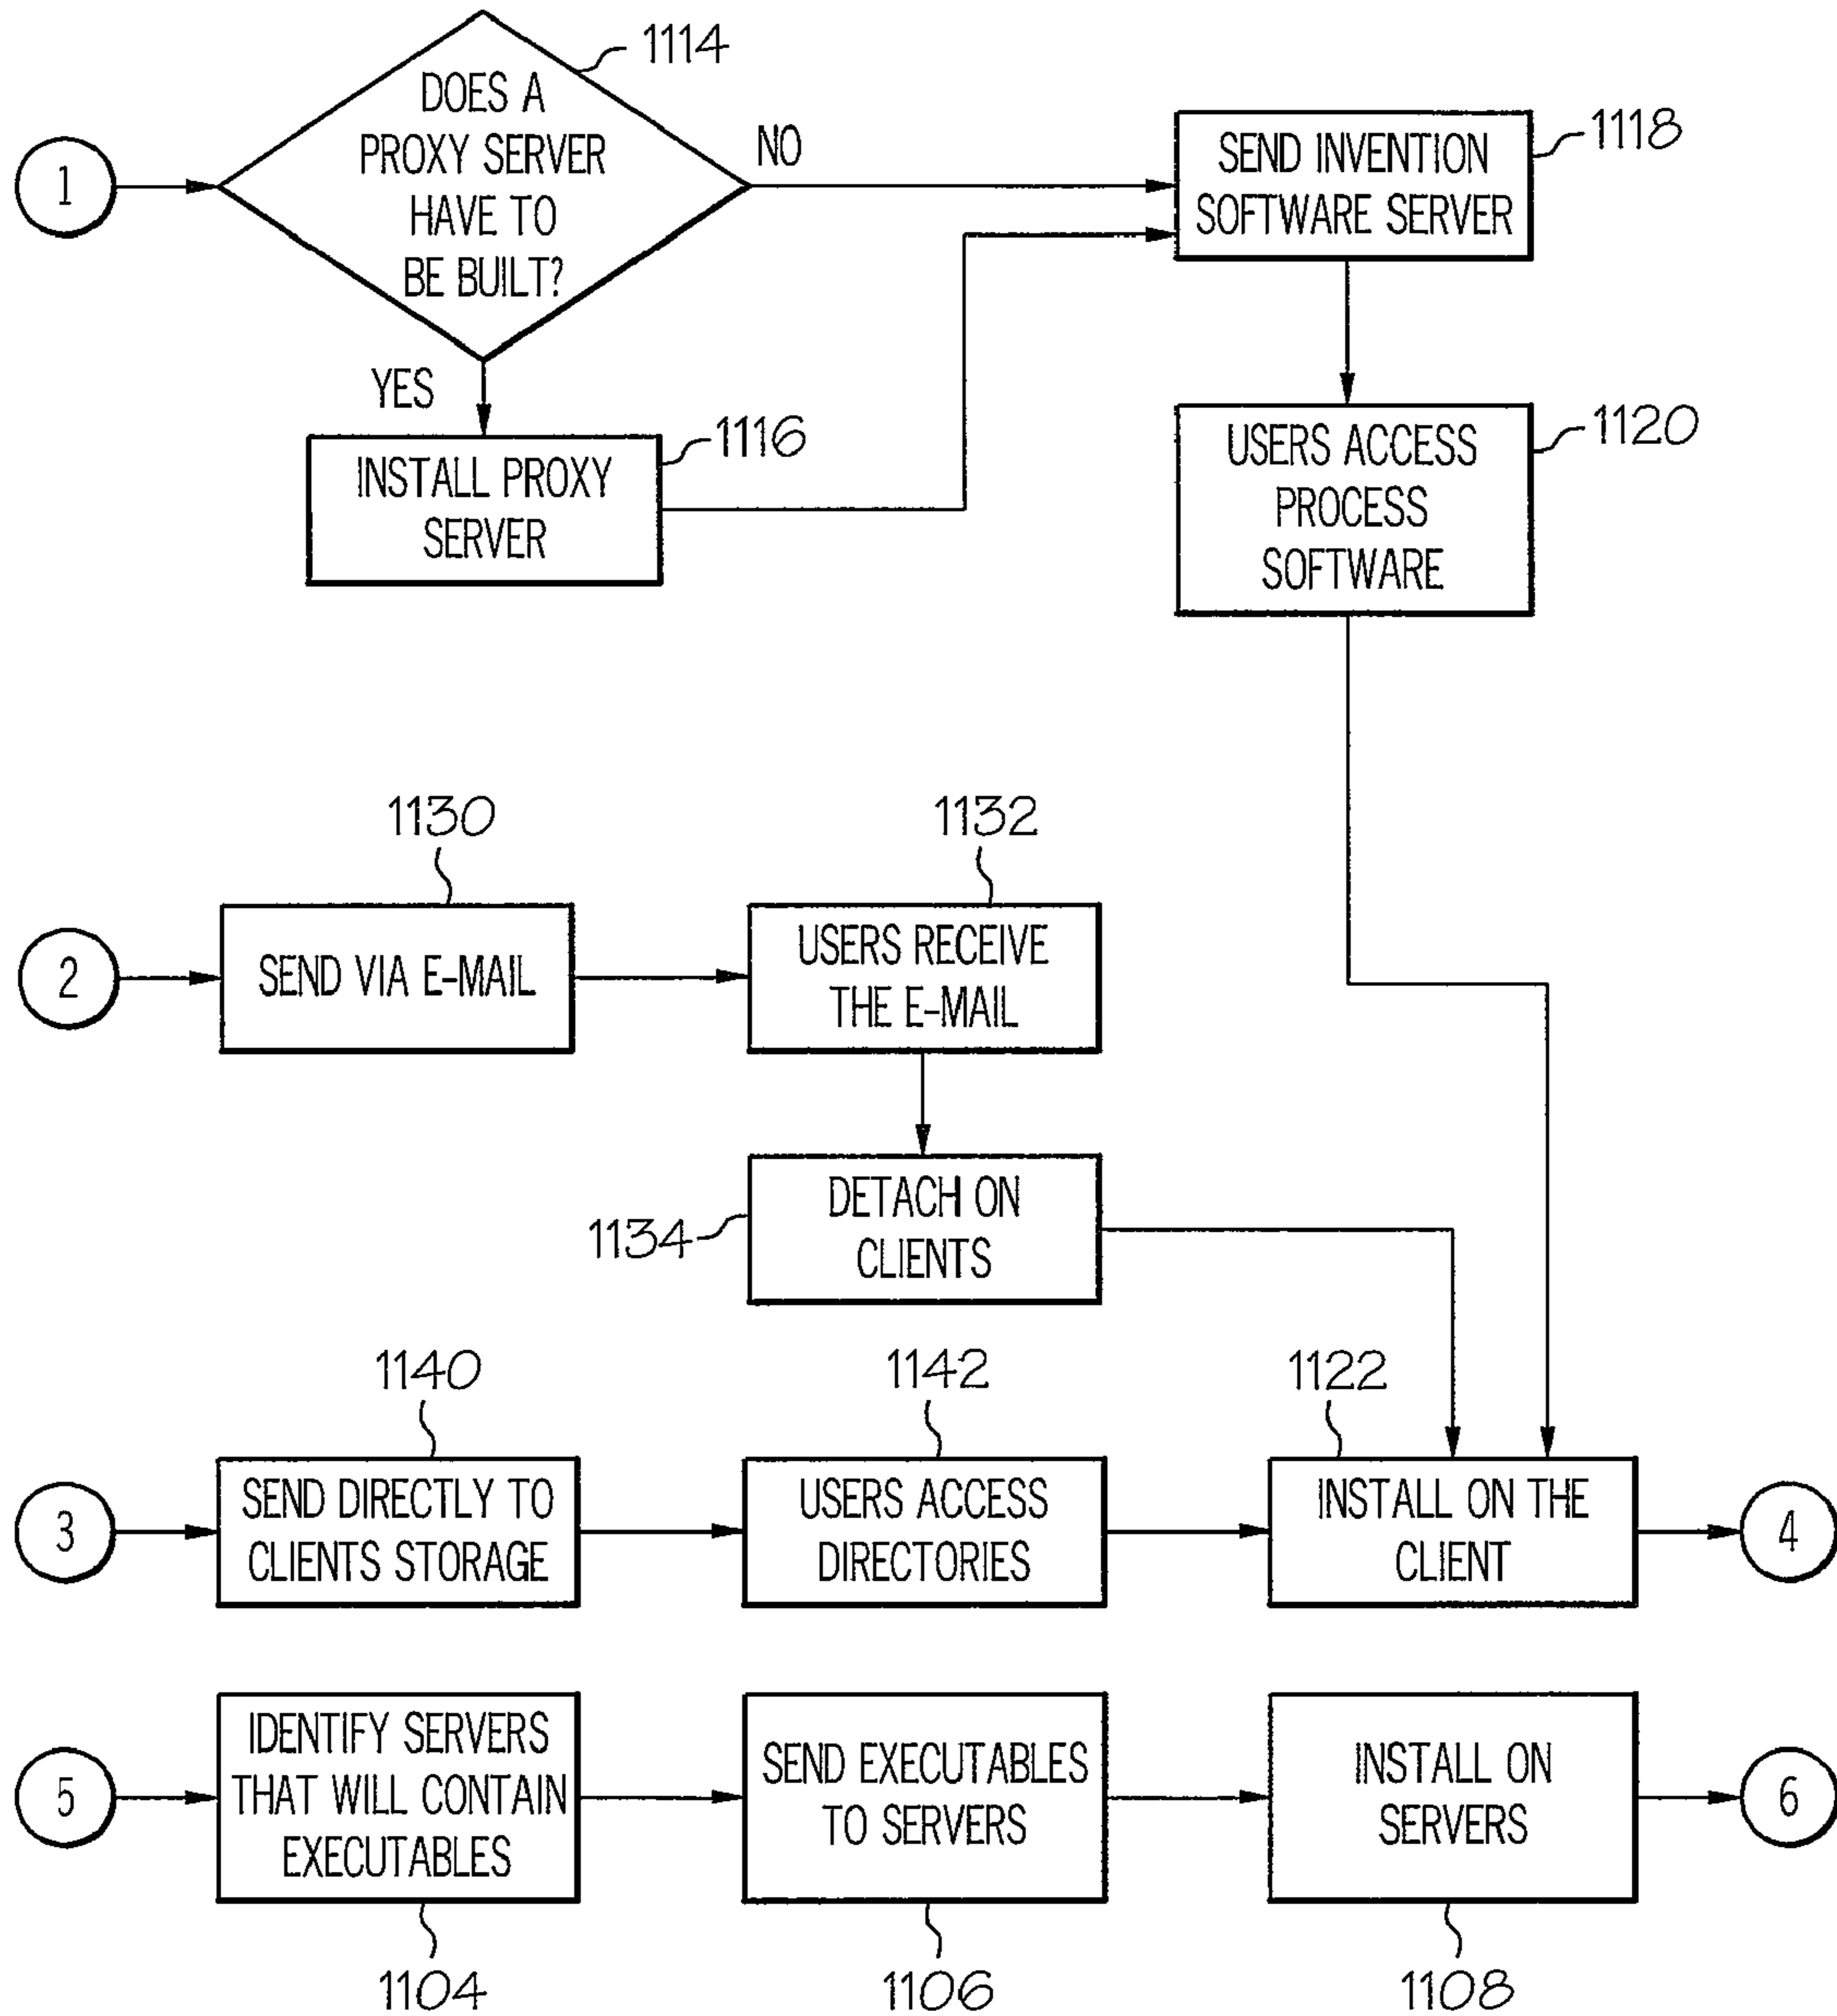 1114
DOES A
PROXY SERVER
HAVE TO
BE BUILT?
1
NO
YES
1116
INSTALL PROXY
SERVER
1118
SEND INVENTION
SOFTWARE SERVER
1120
USERS ACCESS
PROCESS
SOFTWARE
1130
1132
2
SEND VIA E-MAIL
USERS RECEIVE
THE E-MAIL
1134
DETACH ON
CLIENTS
1140
1142
1122
3
SEND DIRECTLY TO
CLIENTS STORAGE
USERS ACCESS
DIRECTORIES
INSTALL ON THE
CLIENT
4
5
IDENTIFY SERVERS
THAT WILL CONTAIN
EXECUTABLES
SEND EXECUTABLES
TO SERVERS
INSTALL ON
SERVERS
6
1104
1106
1108